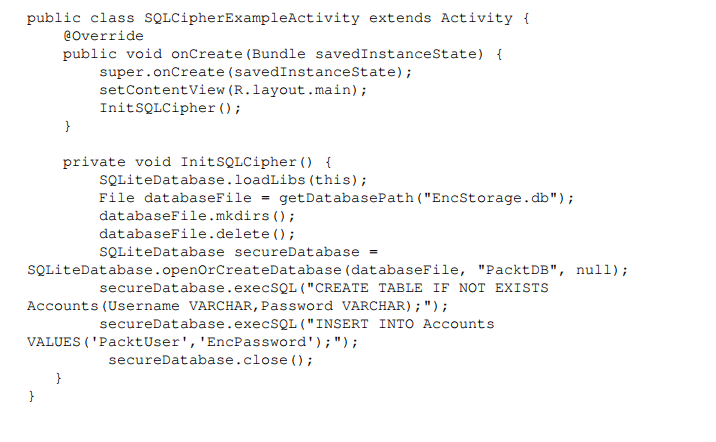 public class SQLCipherExampleActivity extends Activity {
    @Override
    public void onCreate(Bundle savedInstanceState) {
        super.onCreate(savedInstanceState);
        setContentView(R.layout.main);
        InitSQLCipher();
    }

    private void InitSQLCipher() {
        SQLiteDatabase.loadLibs(this);
        File databaseFile = getDatabasePath("EncStorage.db");
        databaseFile.mkdirs();
        databaseFile.delete();
        SQLiteDatabase secureDatabase =
SQLiteDatabase.openOrCreateDatabase(databaseFile, "PacktDB", null);
        secureDatabase.execSQL("CREATE TABLE IF NOT EXISTS
Accounts(Username VARCHAR,Password VARCHAR);");
        secureDatabase.execSQL("INSERT INTO Accounts
VALUES('PacktUser','EncPassword');");
         secureDatabase.close();
   }
}